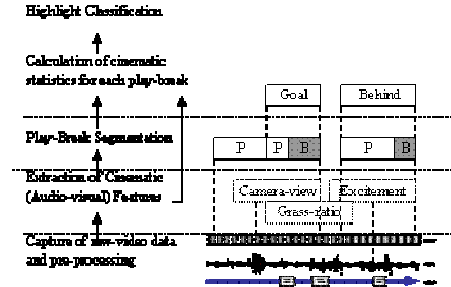 Highlight Classification
Calculation of cinematic
statistics for each play-break
Goal
Behind
Play-Break Segmentation
P
P
B
P
B
Extraction of Cinematic
(Audio-visual) Features
Camera-view
Excitement
Grass-ratio
Capture of raw-video data
and pre-processing